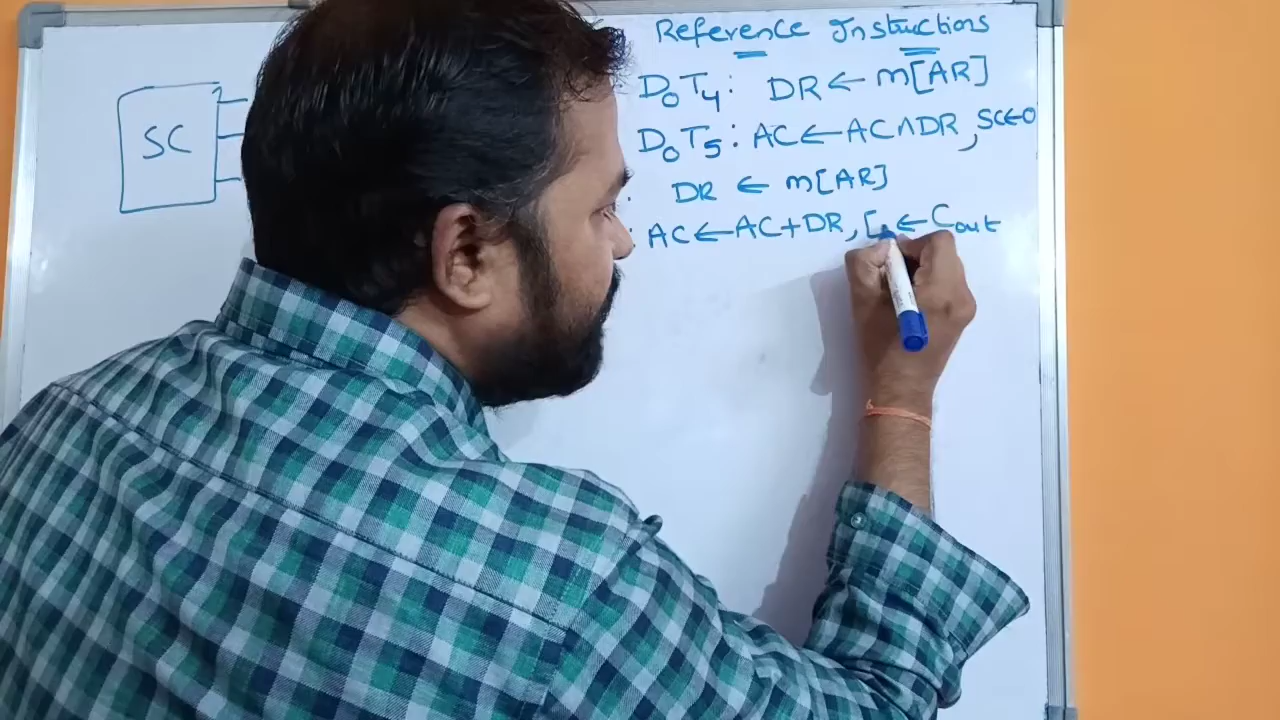 Reference Instructions
SC
D₀T₄: DR ← M[AR]
D₀T₅: AC ← AC ∧ DR, SC ← 0
: DR ← M[AR]
: AC ← AC + DR, ← Cout